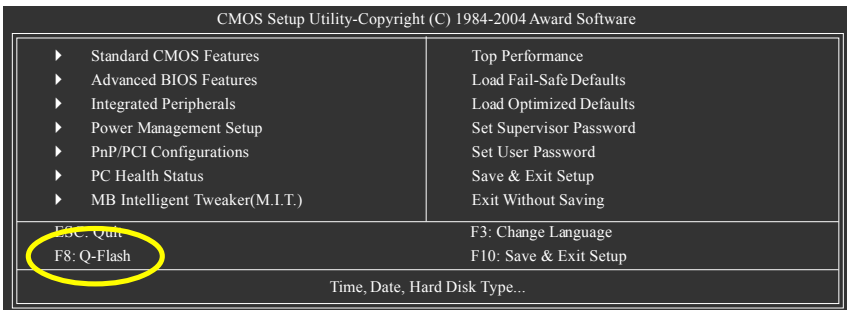 CMOS Setup Utility-Copyright (C) 1984-2004 Award Software
Standard CMOS Features
Advanced BIOS Features
Integrated Peripherals
Power Management Setup
PnP/PCI Configurations
PC Health Status
MB Intelligent Tweaker(M.I.T.)
Top Performance
Load Fail-Safe Defaults
Load Optimized Defaults
Set Supervisor Password
Set User Password
Save & Exit Setup
Exit Without Saving
ESC: Quit
F3: Change Language
F8: Q-Flash
F10: Save & Exit Setup
Time, Date, Hard Disk Type...